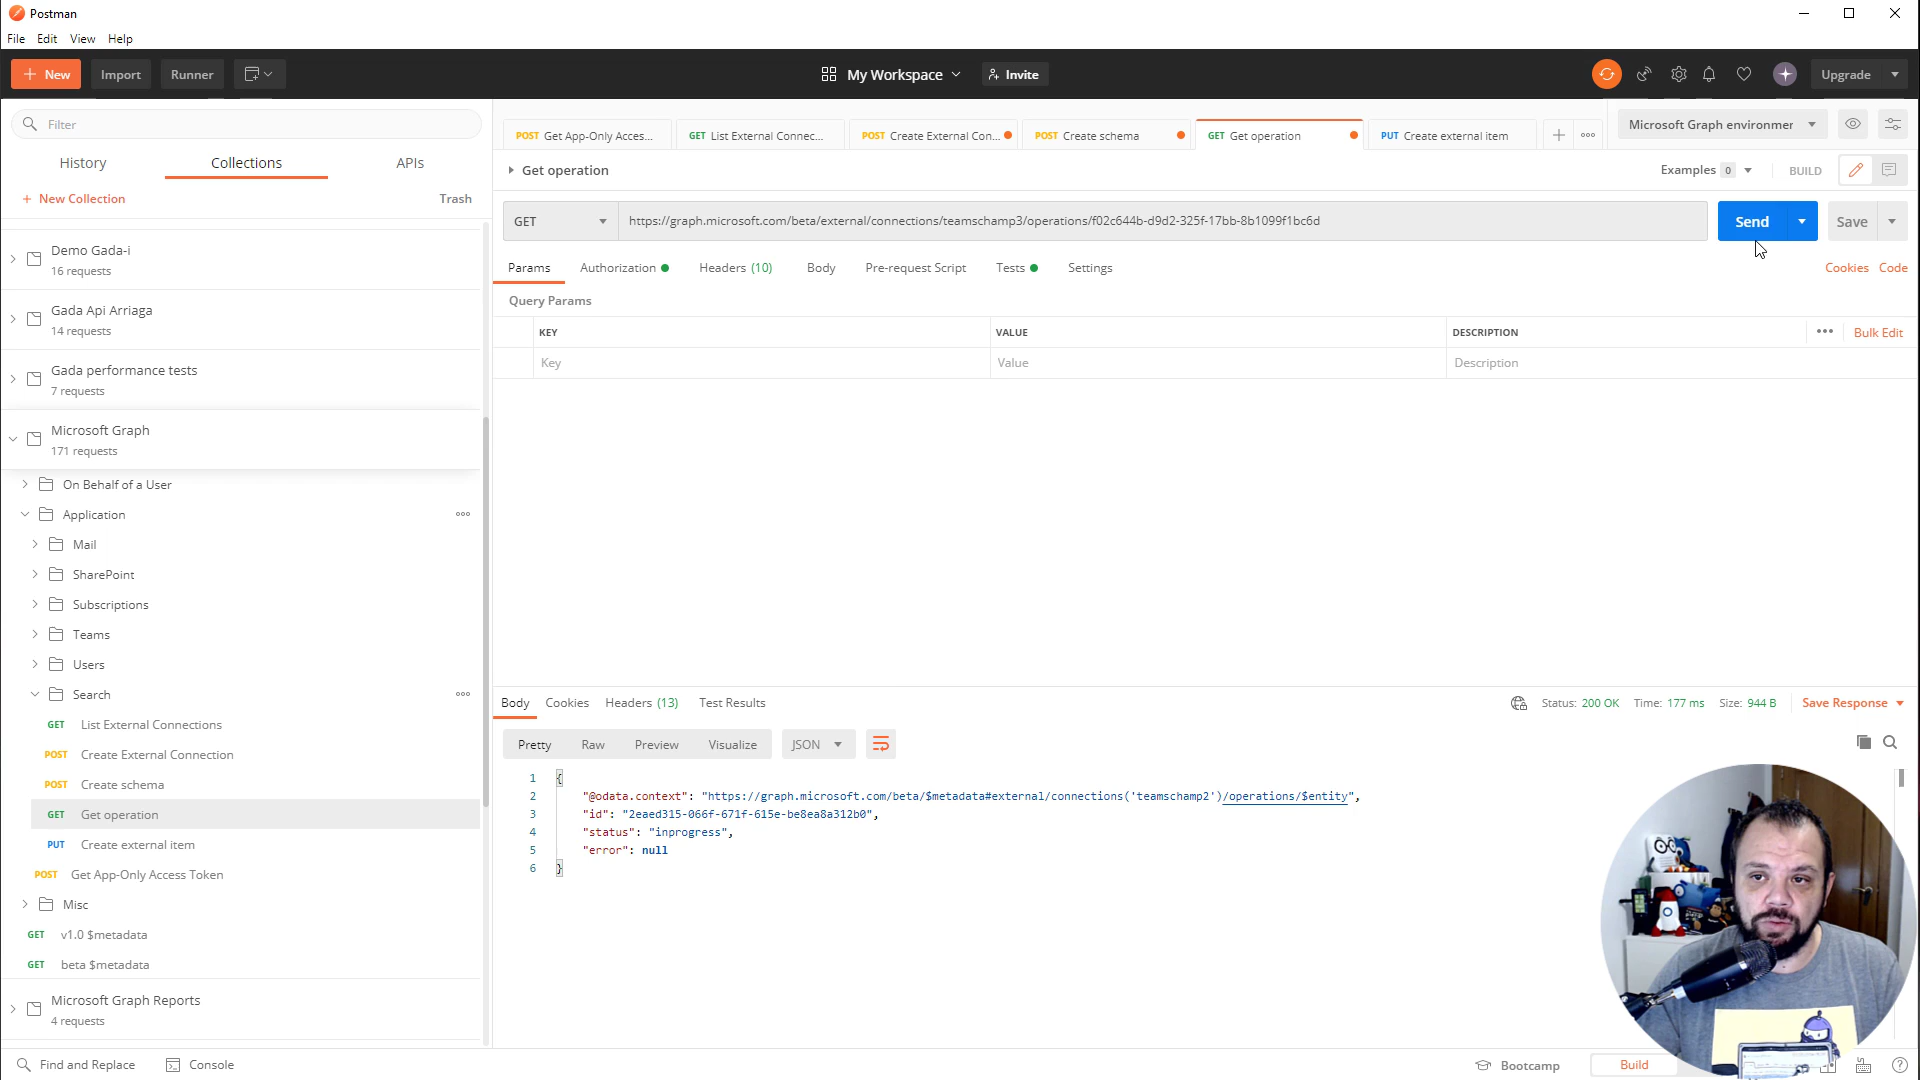 Postman
File Edit View Help
New Import Runner My Workspace Invite Upgrade
Filter
History Collections APIs
New Collection Trash
Demo Gada-i
16 requests
Gada Api Arriaga
14 requests
Gada performance tests
7 requests
Microsoft Graph
171 requests
On Behalf of a User
Application
Mail
SharePoint
Subscriptions
Teams
Users
Search
GET List External Connections
POST Create External Connection
POST Create schema
GET Get operation
PUT Create external item
POST Get App-Only Access Token
Misc
GET v1.0 $metadata
GET beta $metadata
Microsoft Graph Reports
4 requests
POST Get App-Only Acces... GET List External Connec... POST Create External Con... POST Create schema GET Get operation PUT Create external item Microsoft Graph environmer
Get operation Examples 0 BUILD
GET https://graph.microsoft.com/beta/external/connections/teamschamp3/operations/f02c644b-d9d2-325f-17bb-8b1099f1bc6d Send Save
Params Authorization Headers (10) Body Pre-request Script Tests Settings Cookies Code
Query Params
KEY VALUE DESCRIPTION Bulk Edit
Key Value Description
Body Cookies Headers (13) Test Results Status: 200 OK Time: 177 ms Size: 944 B Save Response
Pretty Raw Preview Visualize JSON
1 {
2 "@odata.context": "https://graph.microsoft.com/beta/$metadata#external/connections('teamschamp2')/operations/$entity",
3 "id": "2eaed315-066f-671f-615e-be8ea8a312b0",
4 "status": "inprogress",
5 "error": null
6 }
Find and Replace Console Bootcamp Build